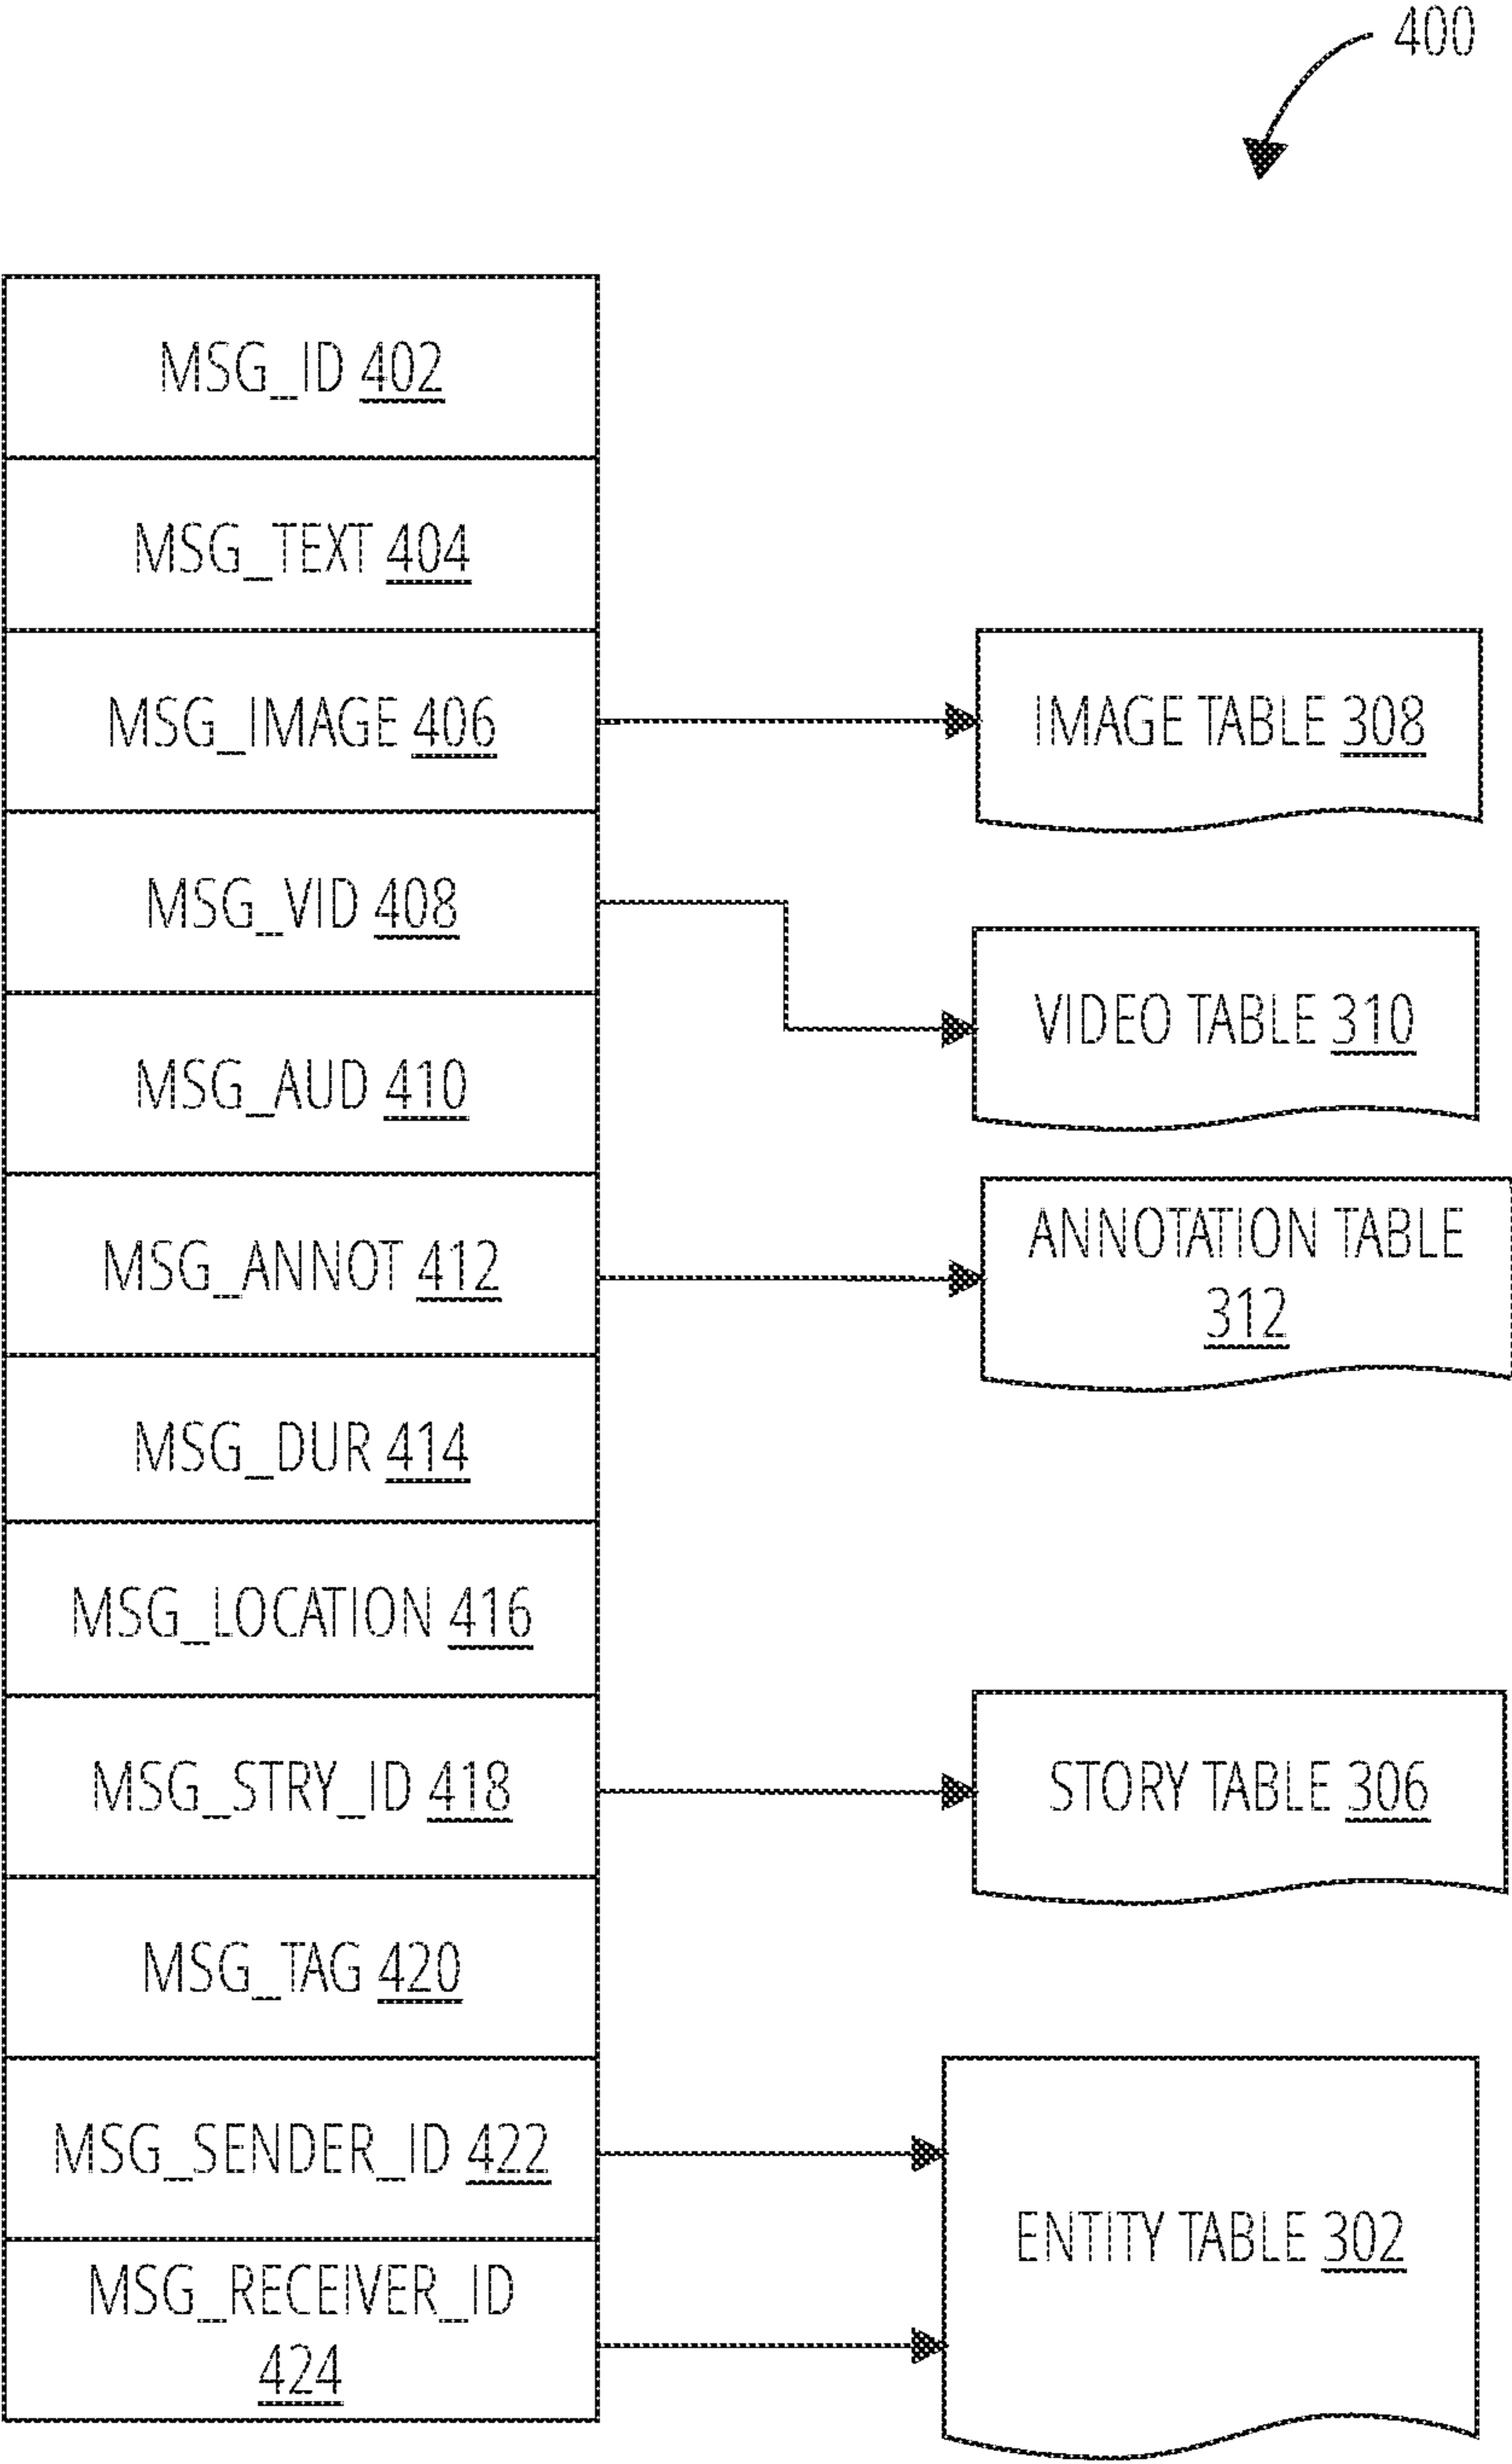 400
MSG_ID 402
MSG_TEXT 404
MSG_IMAGE 406
IMAGE TABLE 308
MSG_VID 408
VIDEO TABLE 310
MSG_AUD 410
MSG_ANNOT 412
ANNOTATION TABLE
312
MSG_DUR 414
MSG_LOCATION 416
MSG_STRY_ID 418
STORY TABLE 306
MSG_TAG 420
MSG_SENDER_ID 422
ENTITY TABLE 302
MSG_RECEIVER_ID
424